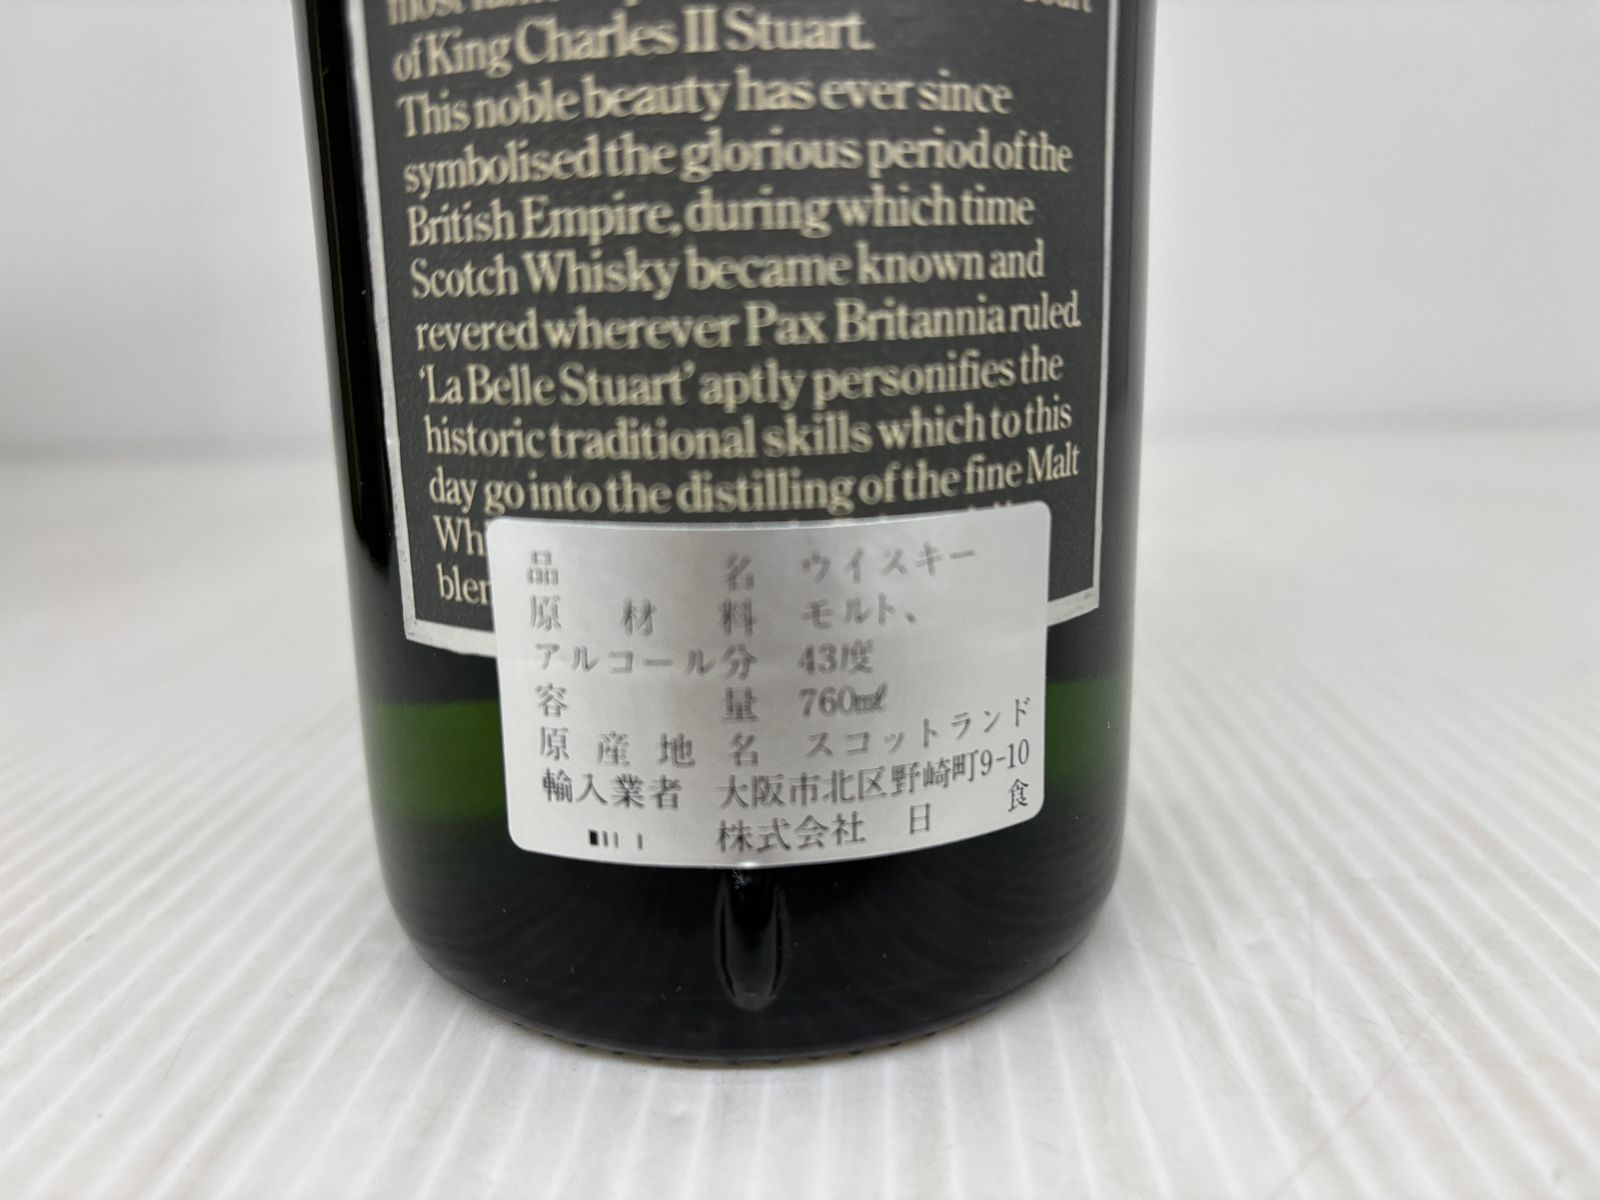 of King Charles II Stuart.
This noble beauty has ever since
symbolised the glorious period of the
British Empire, during which time
Scotch Whisky became known and
revered wherever Pax Britannia ruled.
'La Belle Stuart' aptly personifies the
historic traditional skills which to this
day go into the distilling of the fine Malt
品名 ウイスキー
原材料 モルト、
アルコール分 43度
容量 760㎖
原産地名 スコットランド
輸入業者 大阪市北区野崎町9-10
株式会社 日食